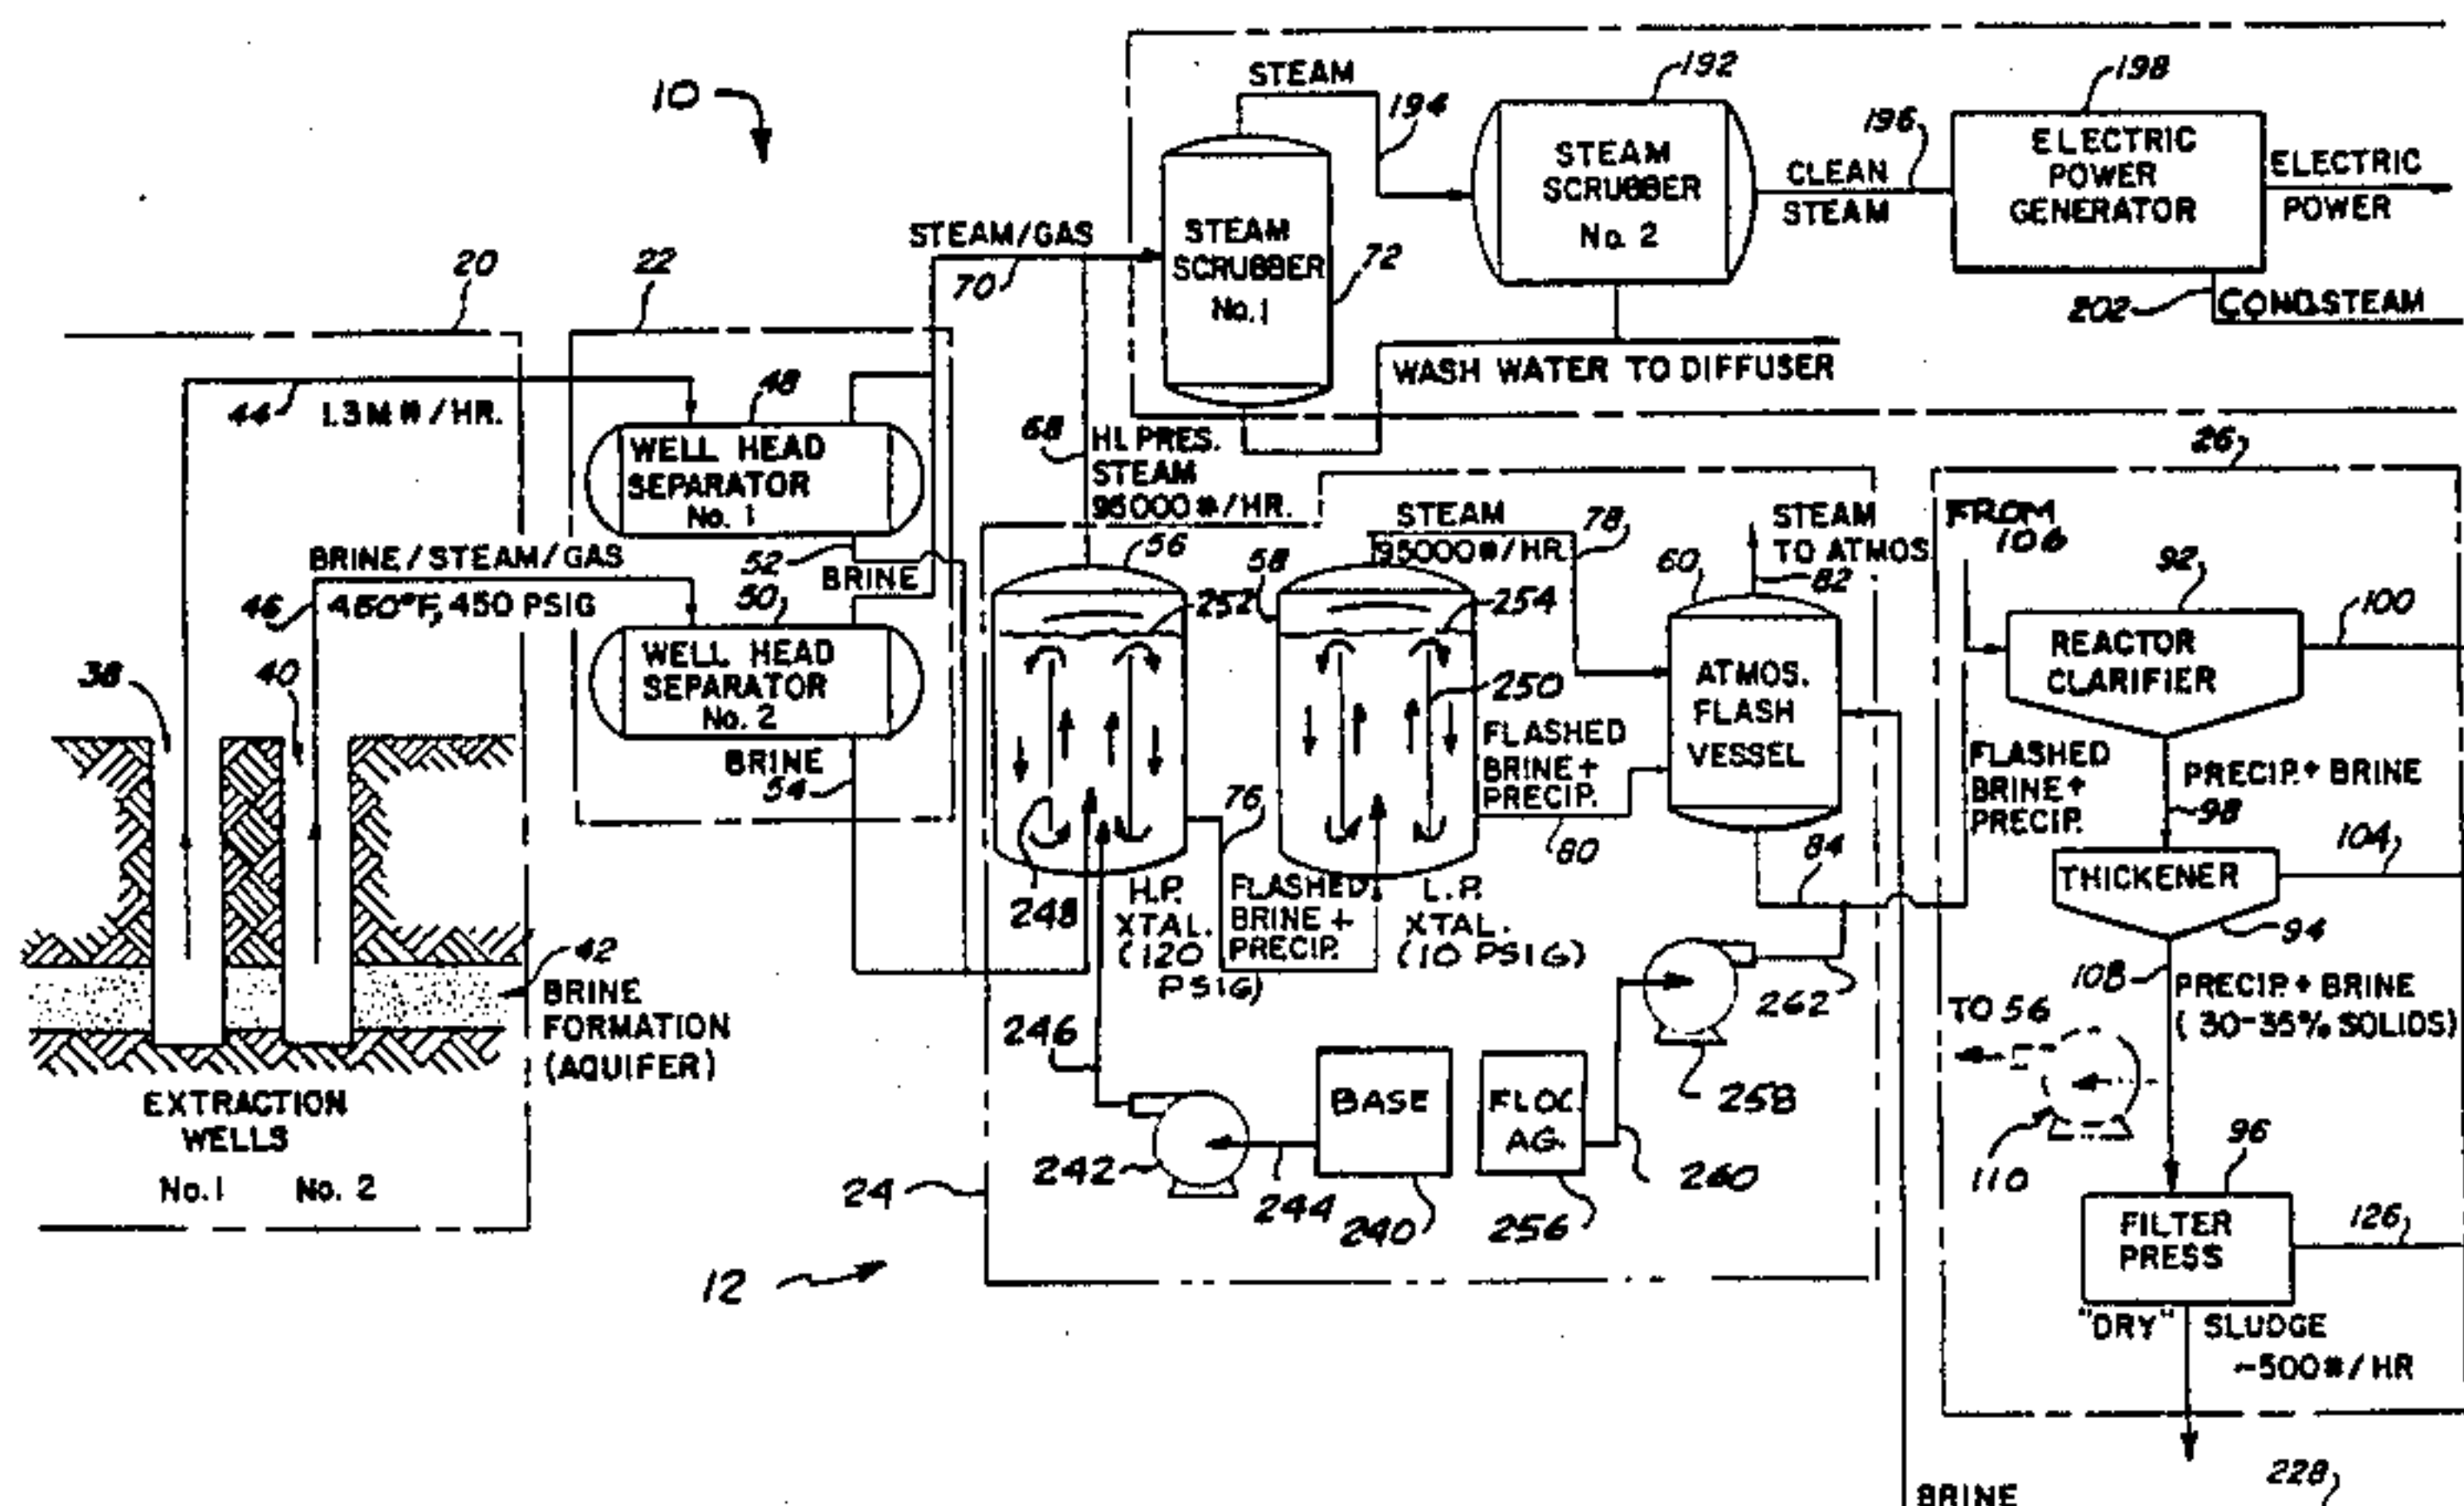 10
STEAM
194
192
198
196
STEAM
SCRUBBER
No. 2
CLEAN
STEAM
ELECTRIC
POWER
GENERATOR
ELECTRIC
POWER
202
COND. STEAM
STEAM/GAS
70
STEAM
SCRUBBER
No. 1
72
WASH WATER TO DIFFUSER
20
22
44
1.3M #/HR.
48
WELL HEAD
SEPARATOR
No. 1
52
BRINE
BRINE/STEAM/GAS
46
460°F, 450 PSIG
50
WELL HEAD
SEPARATOR
No. 2
BRINE
54
38
40
42
BRINE
FORMATION
(AQUIFER)
EXTRACTION
WELLS
No. 1
No. 2
68
HI. PRES.
STEAM
95000 #/HR.
56
252
248
H.P.
XTAL.
(120
PSIG)
76
FLASHED
BRINE +
PRECIP.
STEAM
195000 #/HR.
78
58
254
250
L.P.
XTAL.
(10 PSIG)
FLASHED
BRINE +
PRECIP.
80
60
STEAM
TO ATMOS
82
ATMOS.
FLASH
VESSEL
84
246
242
244
BASE
240
FLOC.
AG.
256
260
258
262
24
12
26
FROM
106
92
REACTOR
CLARIFIER
100
FLASHED
BRINE +
PRECIP.
PRECIP. + BRINE
98
104
THICKENER
94
108
PRECIP. + BRINE
(30-35% SOLIDS)
TO 56
110
96
FILTER
PRESS
126
"DRY" SLUDGE
~500 #/HR
228
BRINE